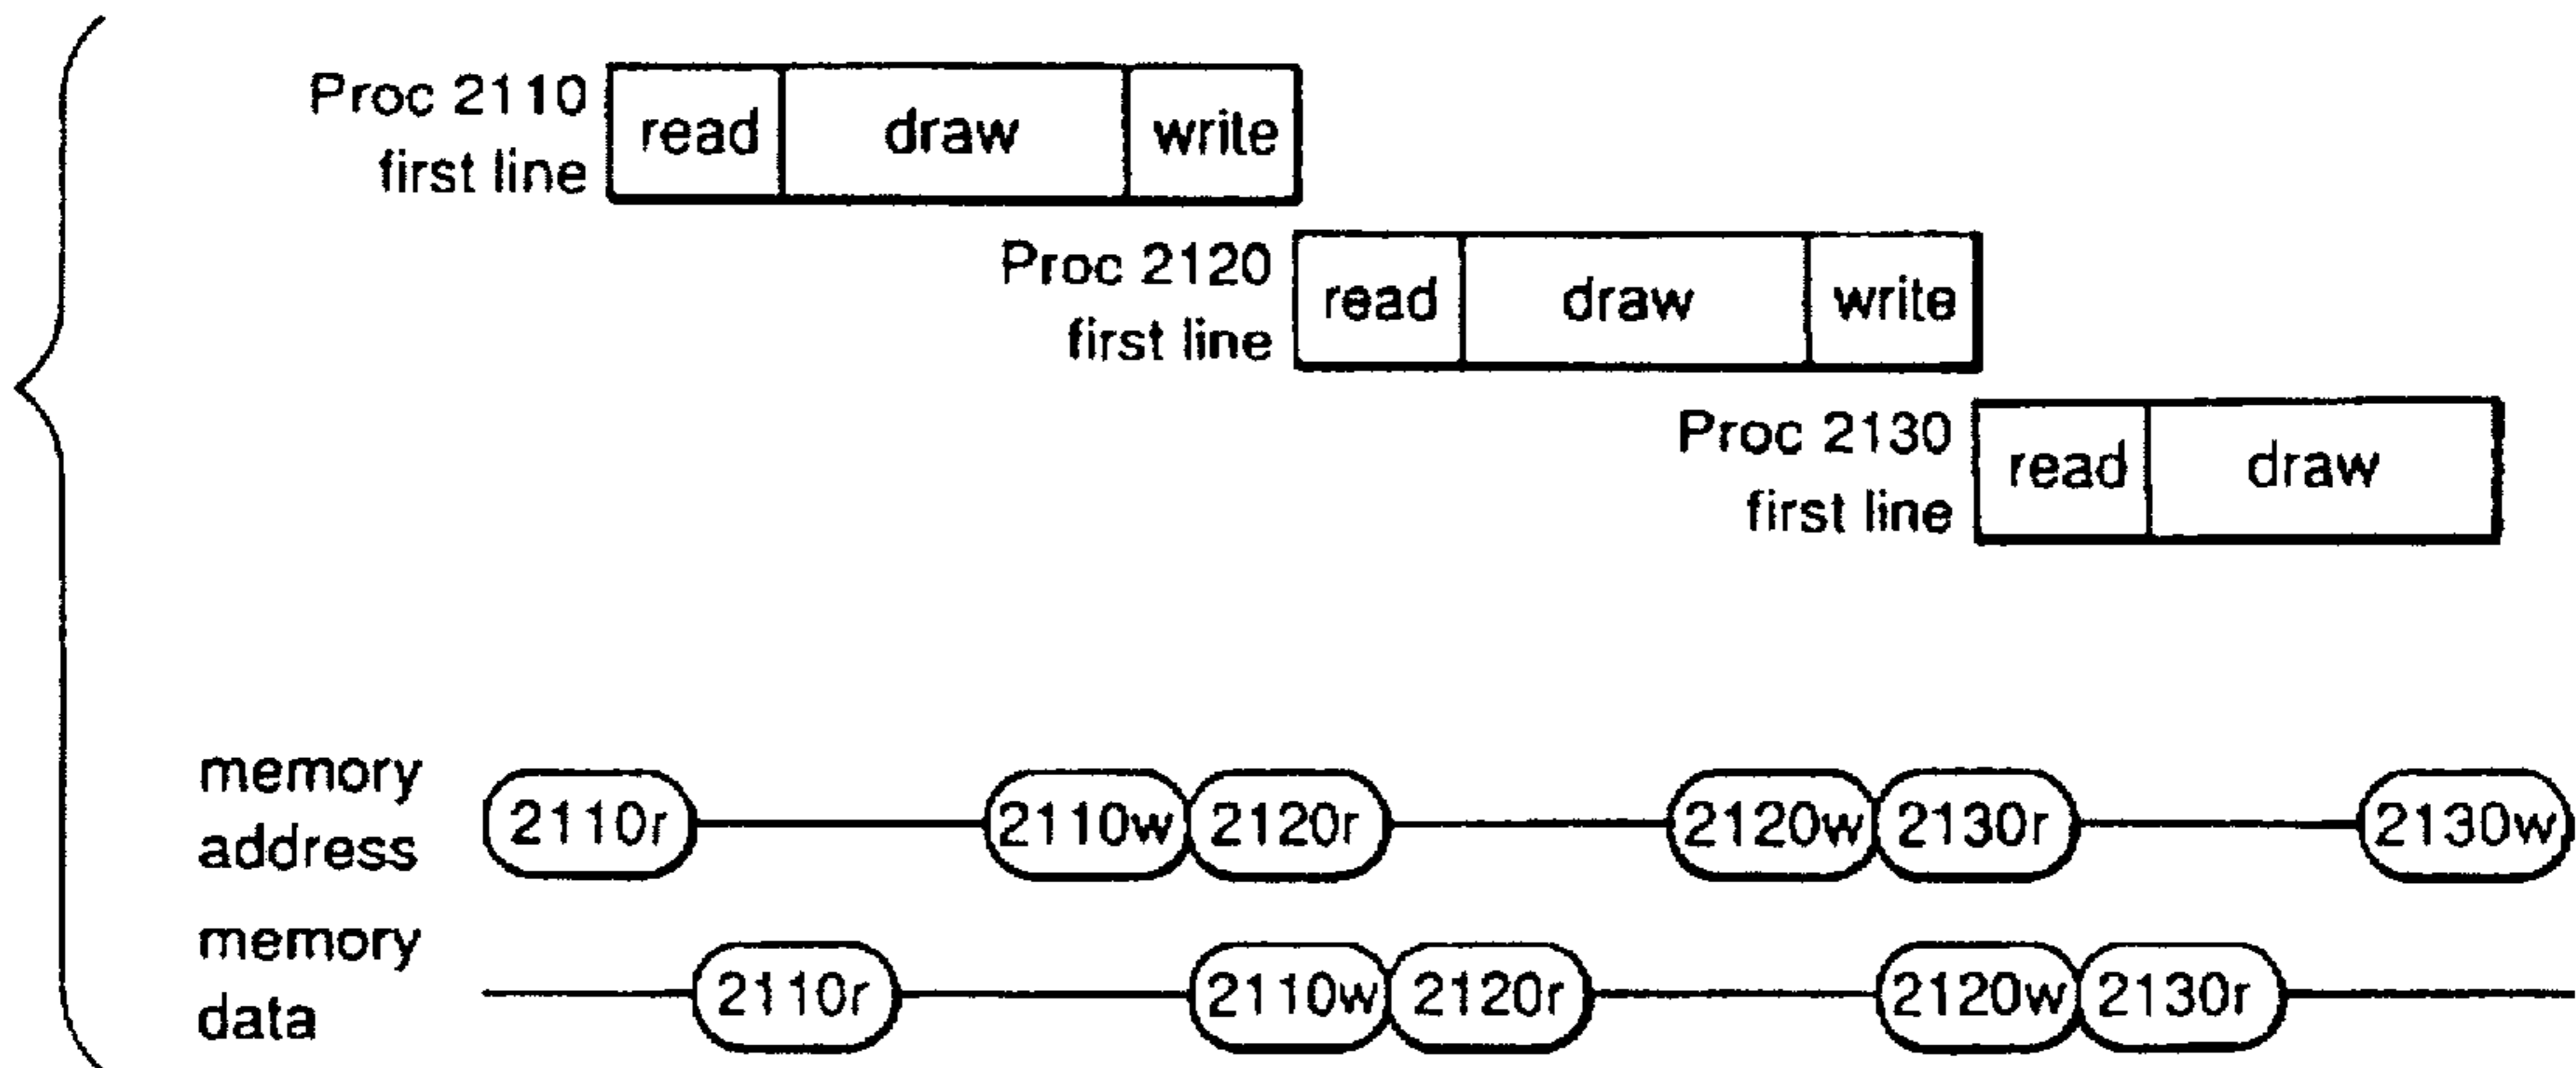 Proc 2110
first line
read draw write
Proc 2120
first line
read draw write
Proc 2130
first line
read draw
memory
address
2110r 2110w 2120r 2120w 2130r 2130w
memory
data
2110r 2110w 2120r 2120w 2130r